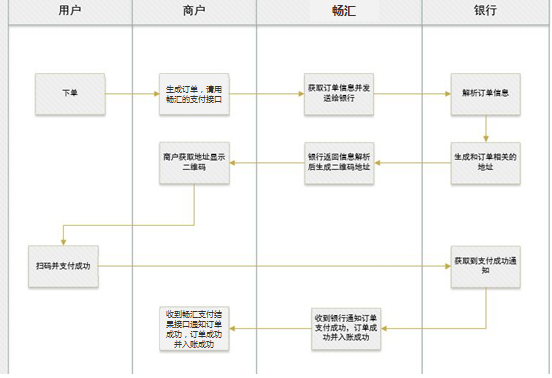 用户
商户
畅汇
银行
下单
生成订单，请用
畅汇的支付接口
获取订单信息并发
送给银行
解析订单信息
商户获取地址显示
二维码
银行返回信息解析
后生成二维码地址
生成和订单相关的
地址
扫码并支付成功
获取到支付成功通
知
收到畅汇支付结
果接口通知订单
成功，订单成功
并入账成功
收到银行通知订单
支付成功，订单成
功并入账成功